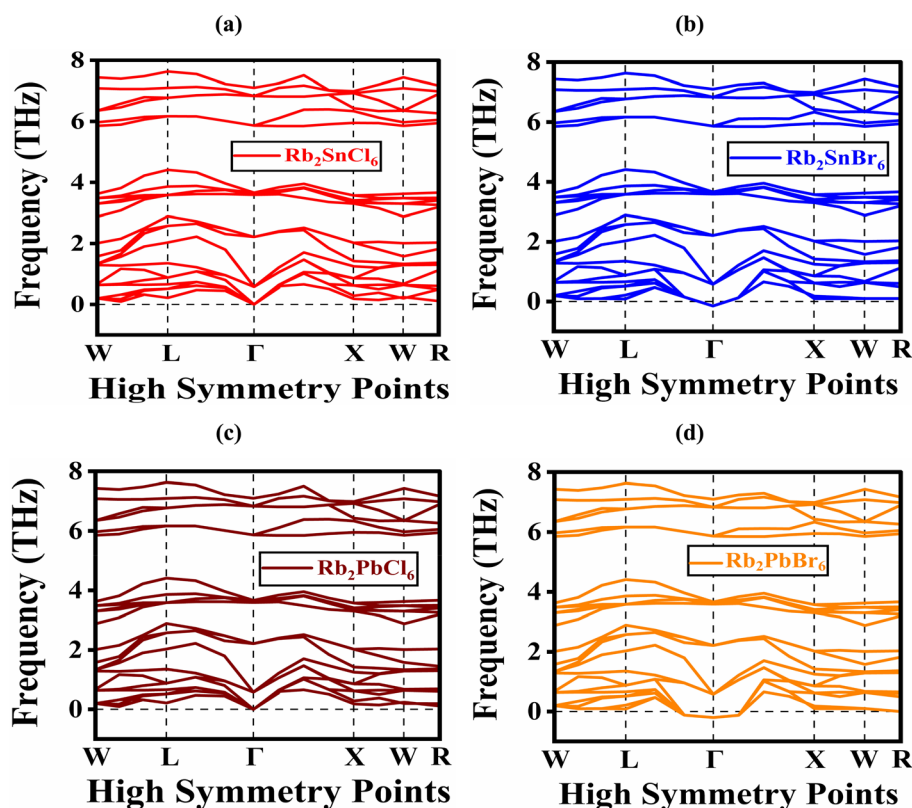 (a)
8
6
4
2
0
Frequency (THz)
Rb₂SnCl₆
W L Γ X W R
High Symmetry Points
(b)
8
6
4
2
0
Frequency (THz)
Rb₂SnBr₆
W L Γ X W R
High Symmetry Points
(c)
8
6
4
2
0
Frequency (THz)
Rb₂PbCl₆
W L Γ X W R
High Symmetry Points
(d)
8
6
4
2
0
Frequency (THz)
Rb₂PbBr₆
W L Γ X W R
High Symmetry Points